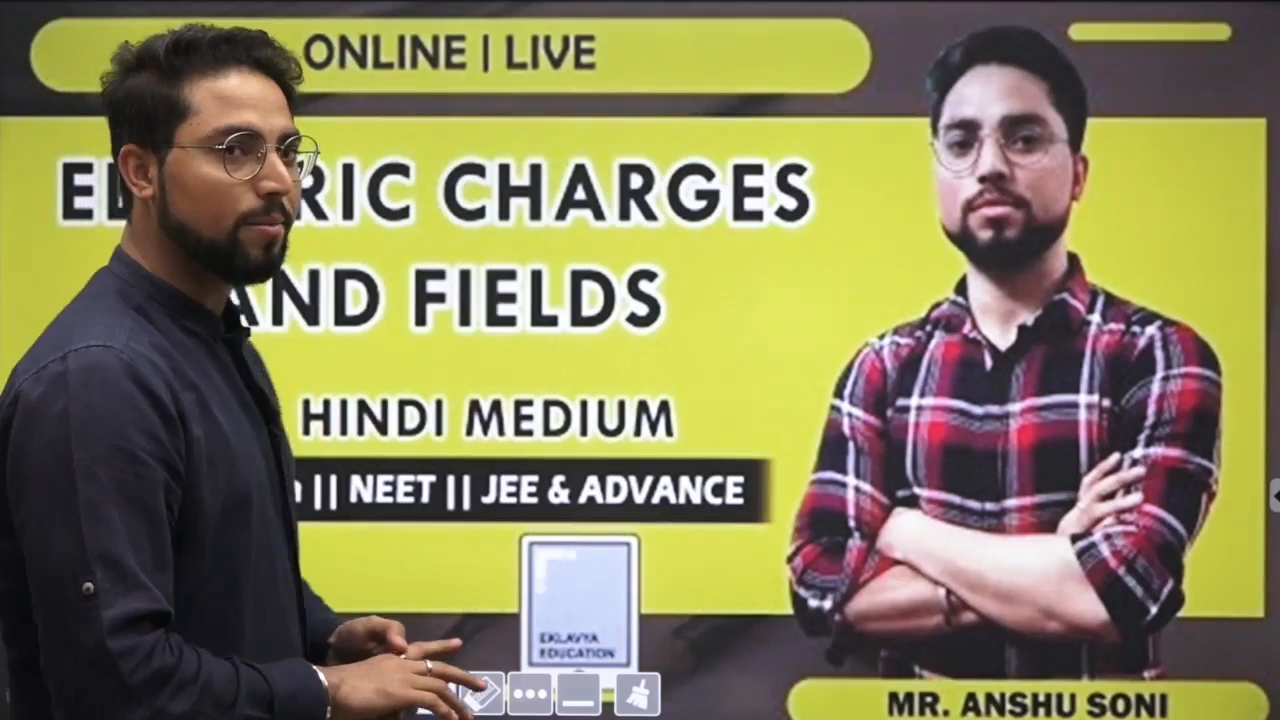 ONLINE | LIVE
CHARGES
AND FIELDS
HINDI MEDIUM
|| NEET || JEE & ADVANCE
EKLAVYA
EDUCATION
MR. ANSHU SONI